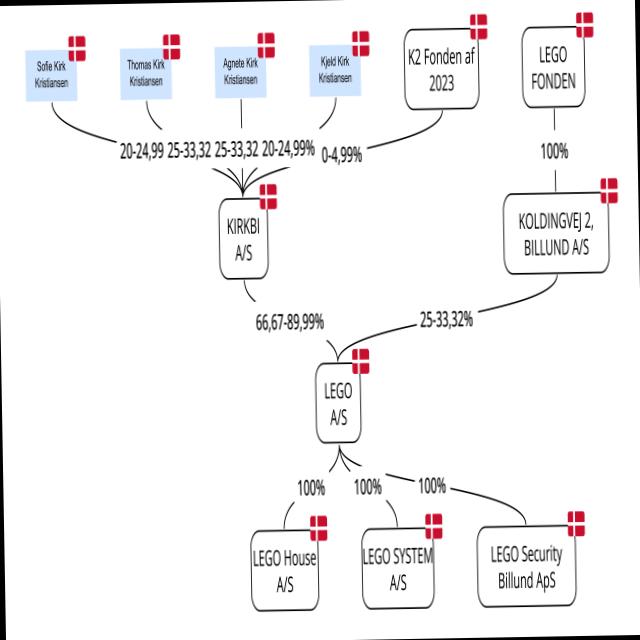 Sofie Kirk
Kristiansen
Thomas Kirk
Kristiansen
Agnete Kirk
Kristiansen
Kjeld Kirk
Kristiansen
K2 Fonden af
2023
LEGO
FONDEN
20-24,99 25-33,32 25-33,32 20-24,99% 0-4,99%
100%
KIRKBI
A/S
KOLDINGVEJ 2,
BILLUND A/S
66,67-89,99%
25-33,32%
LEGO
A/S
100%
100%
100%
LEGO House
A/S
LEGO SYSTEM
A/S
LEGO Security
Billund ApS